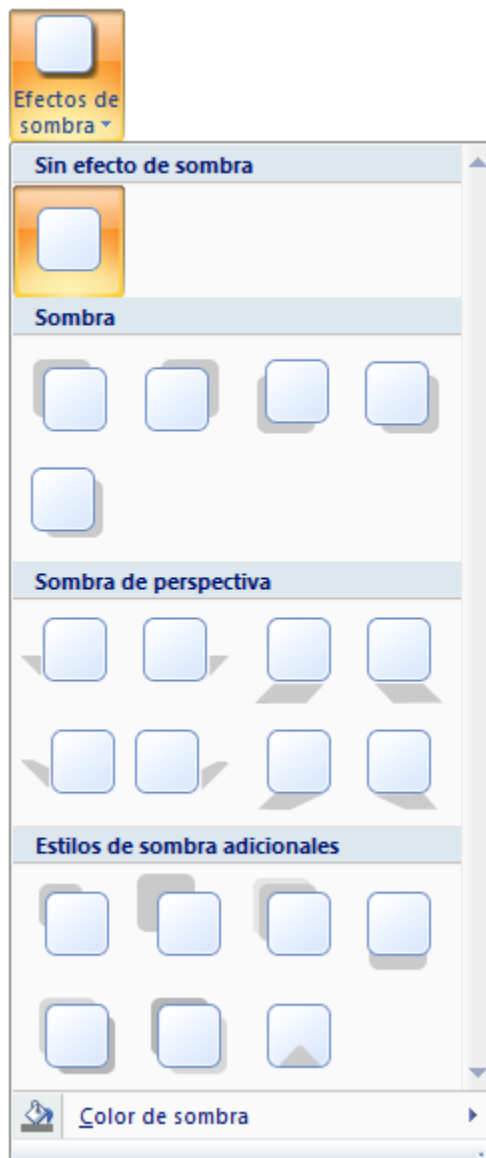 Efectos de
sombra
Sin efecto de sombra
Sombra
Sombra de perspectiva
Estilos de sombra adicionales
Color de sombra